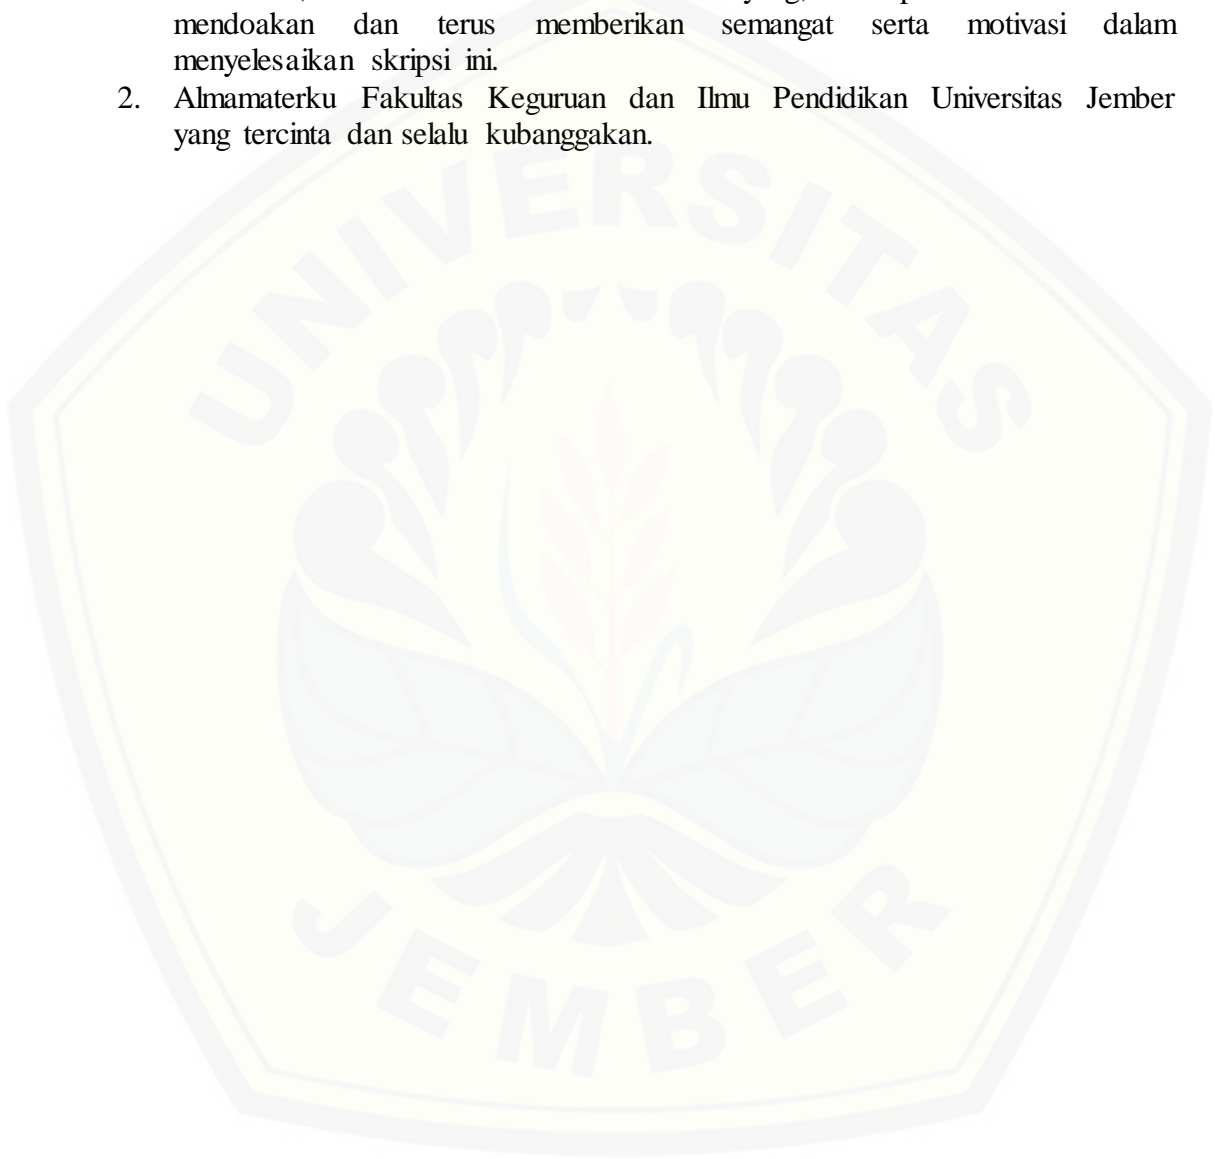 mendoakan dan terus memberikan semangat serta motivasi dalam
menyelesaikan skripsi ini.
2. Almamaterku Fakultas Keguruan dan Ilmu Pendidikan Universitas Jember
yang tercinta dan selalu kubanggakan.
UNIVERSITAS
JEMBER